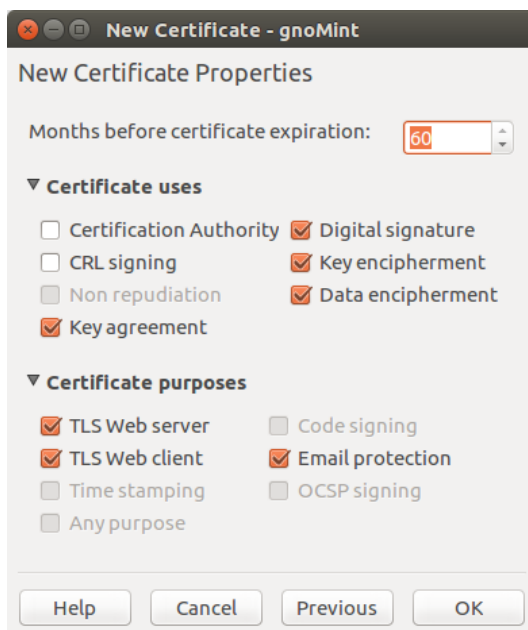 New Certificate - gnoMint
New Certificate Properties
Months before certificate expiration: 60
Certificate uses
Certification Authority Digital signature
CRL signing Key encipherment
Non repudiation Data encipherment
Key agreement
Certificate purposes
TLS Web server Code signing
TLS Web client Email protection
Time stamping OCSP signing
Any purpose
Help Cancel Previous OK